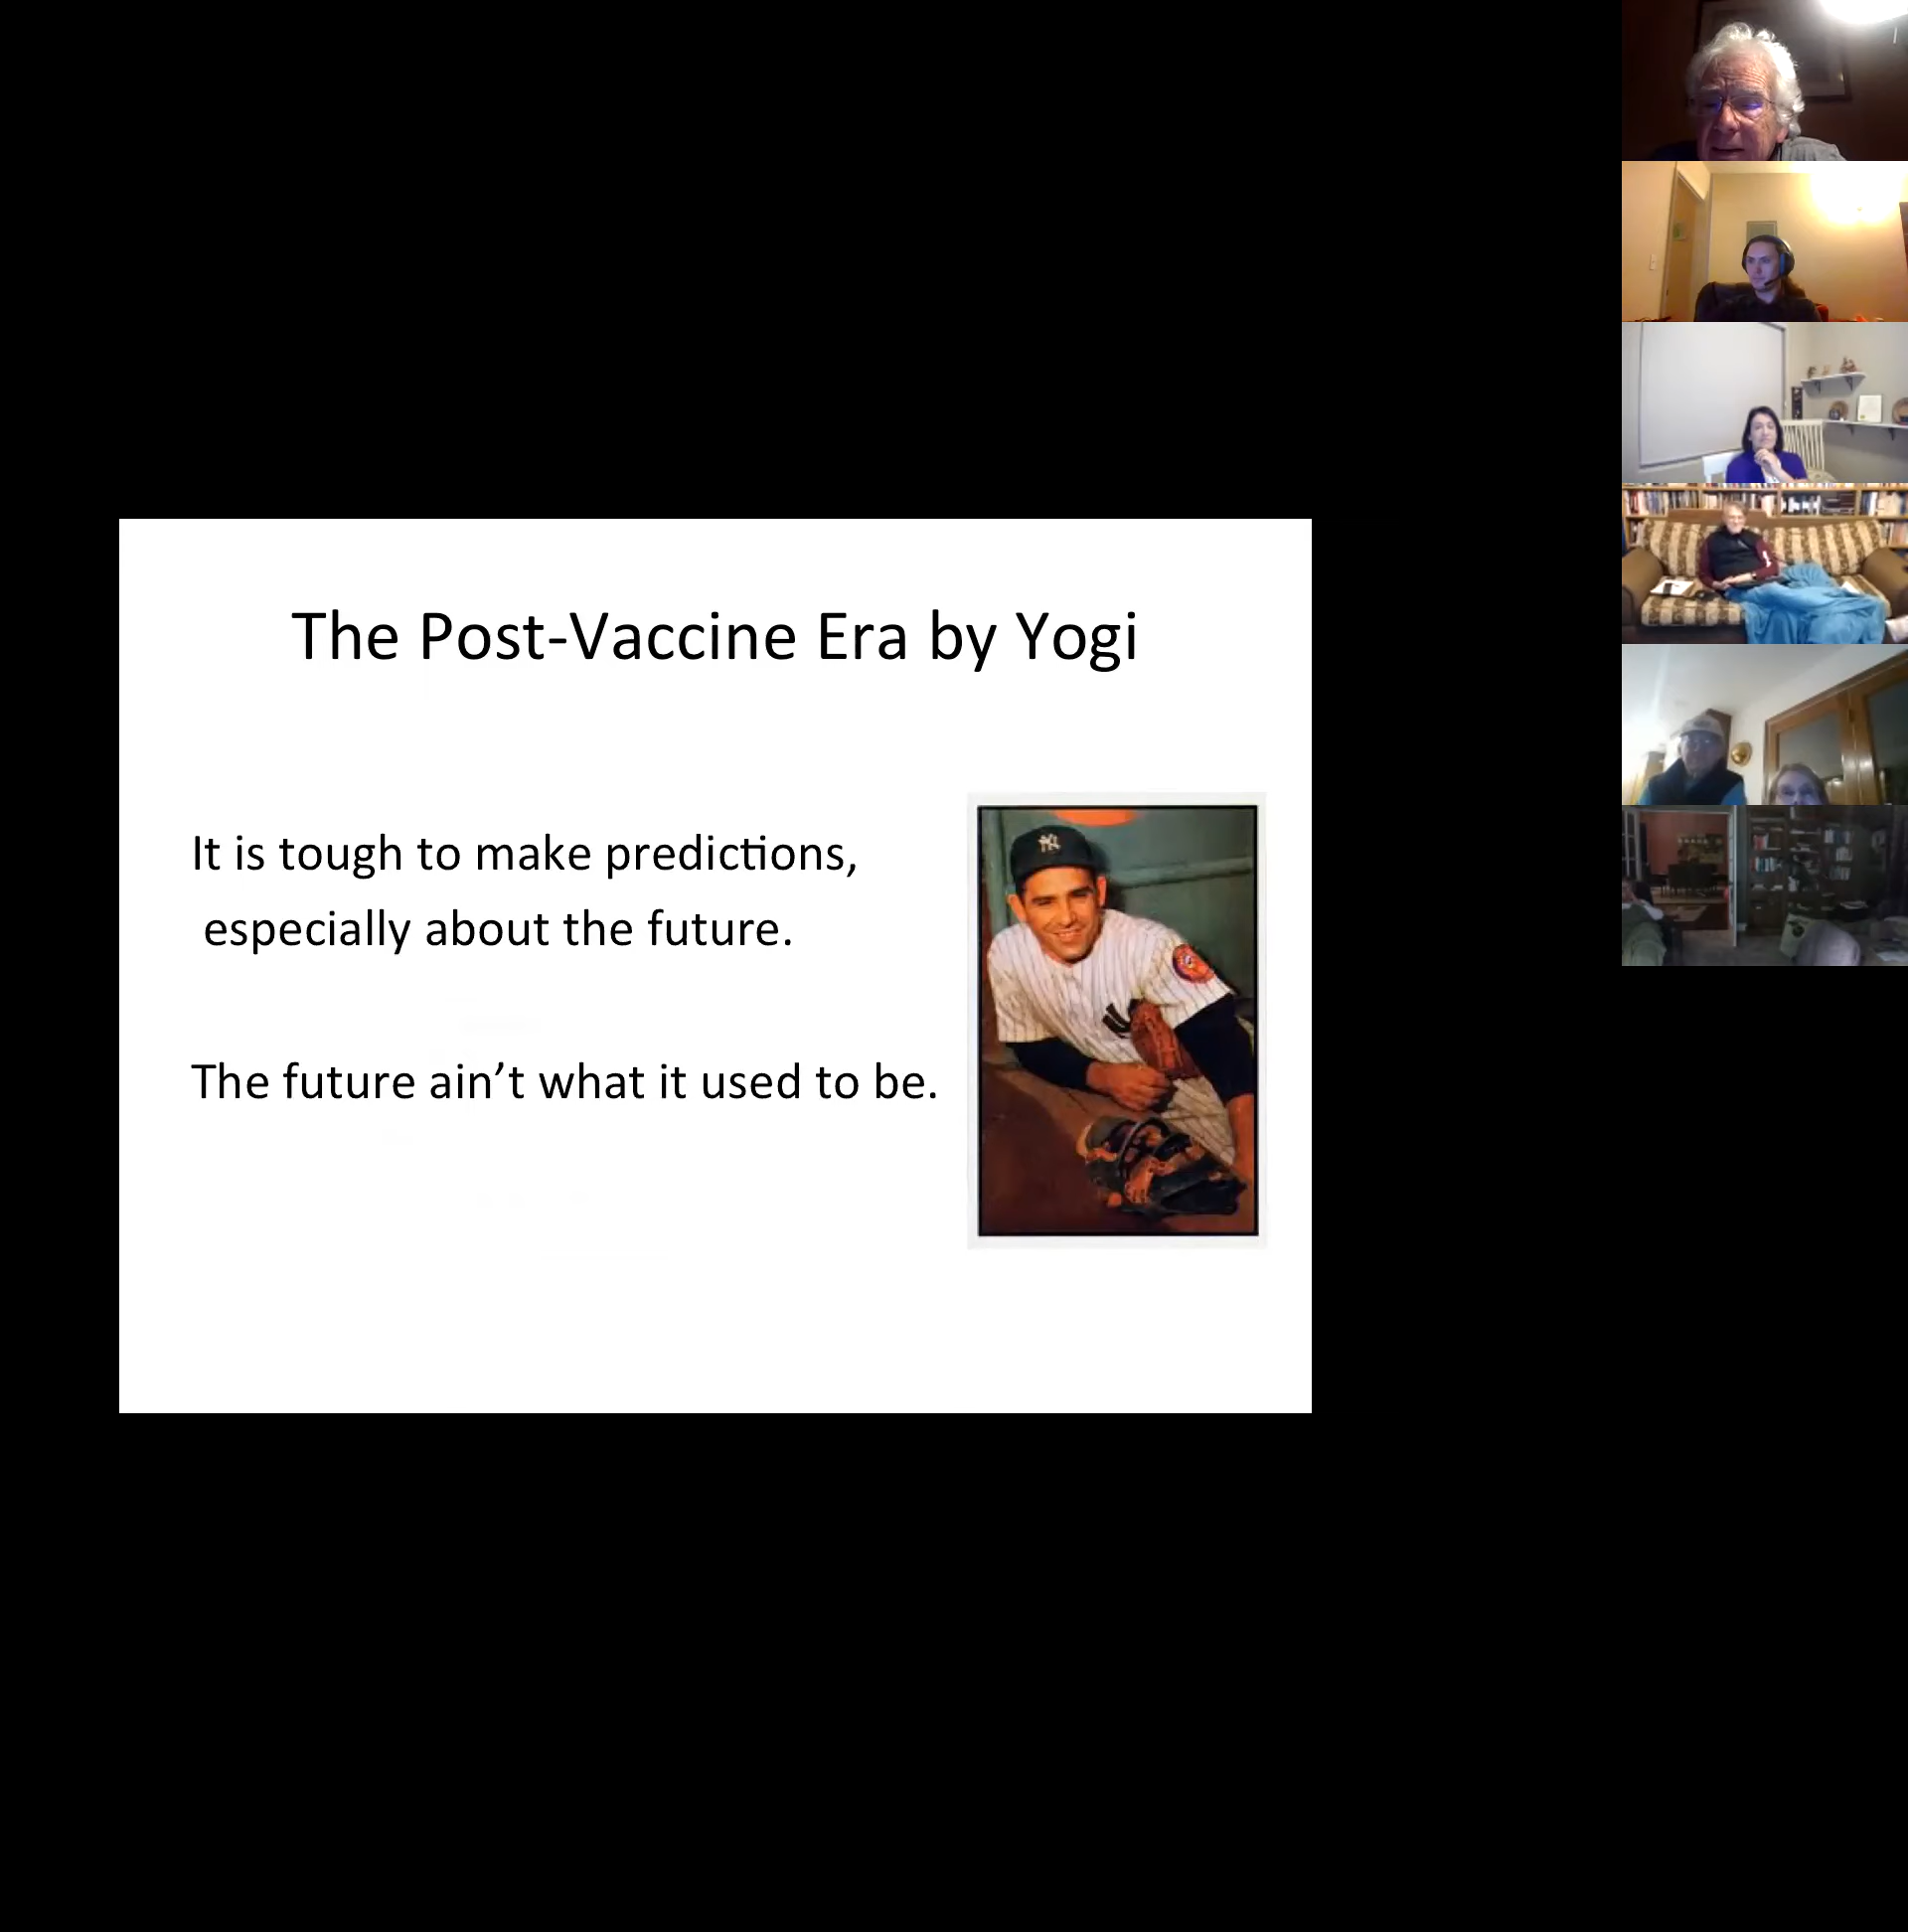 The Post-Vaccine Era by Yogi
It is tough to make predictions,
especially about the future.
The future ain’t what it used to be.
NY